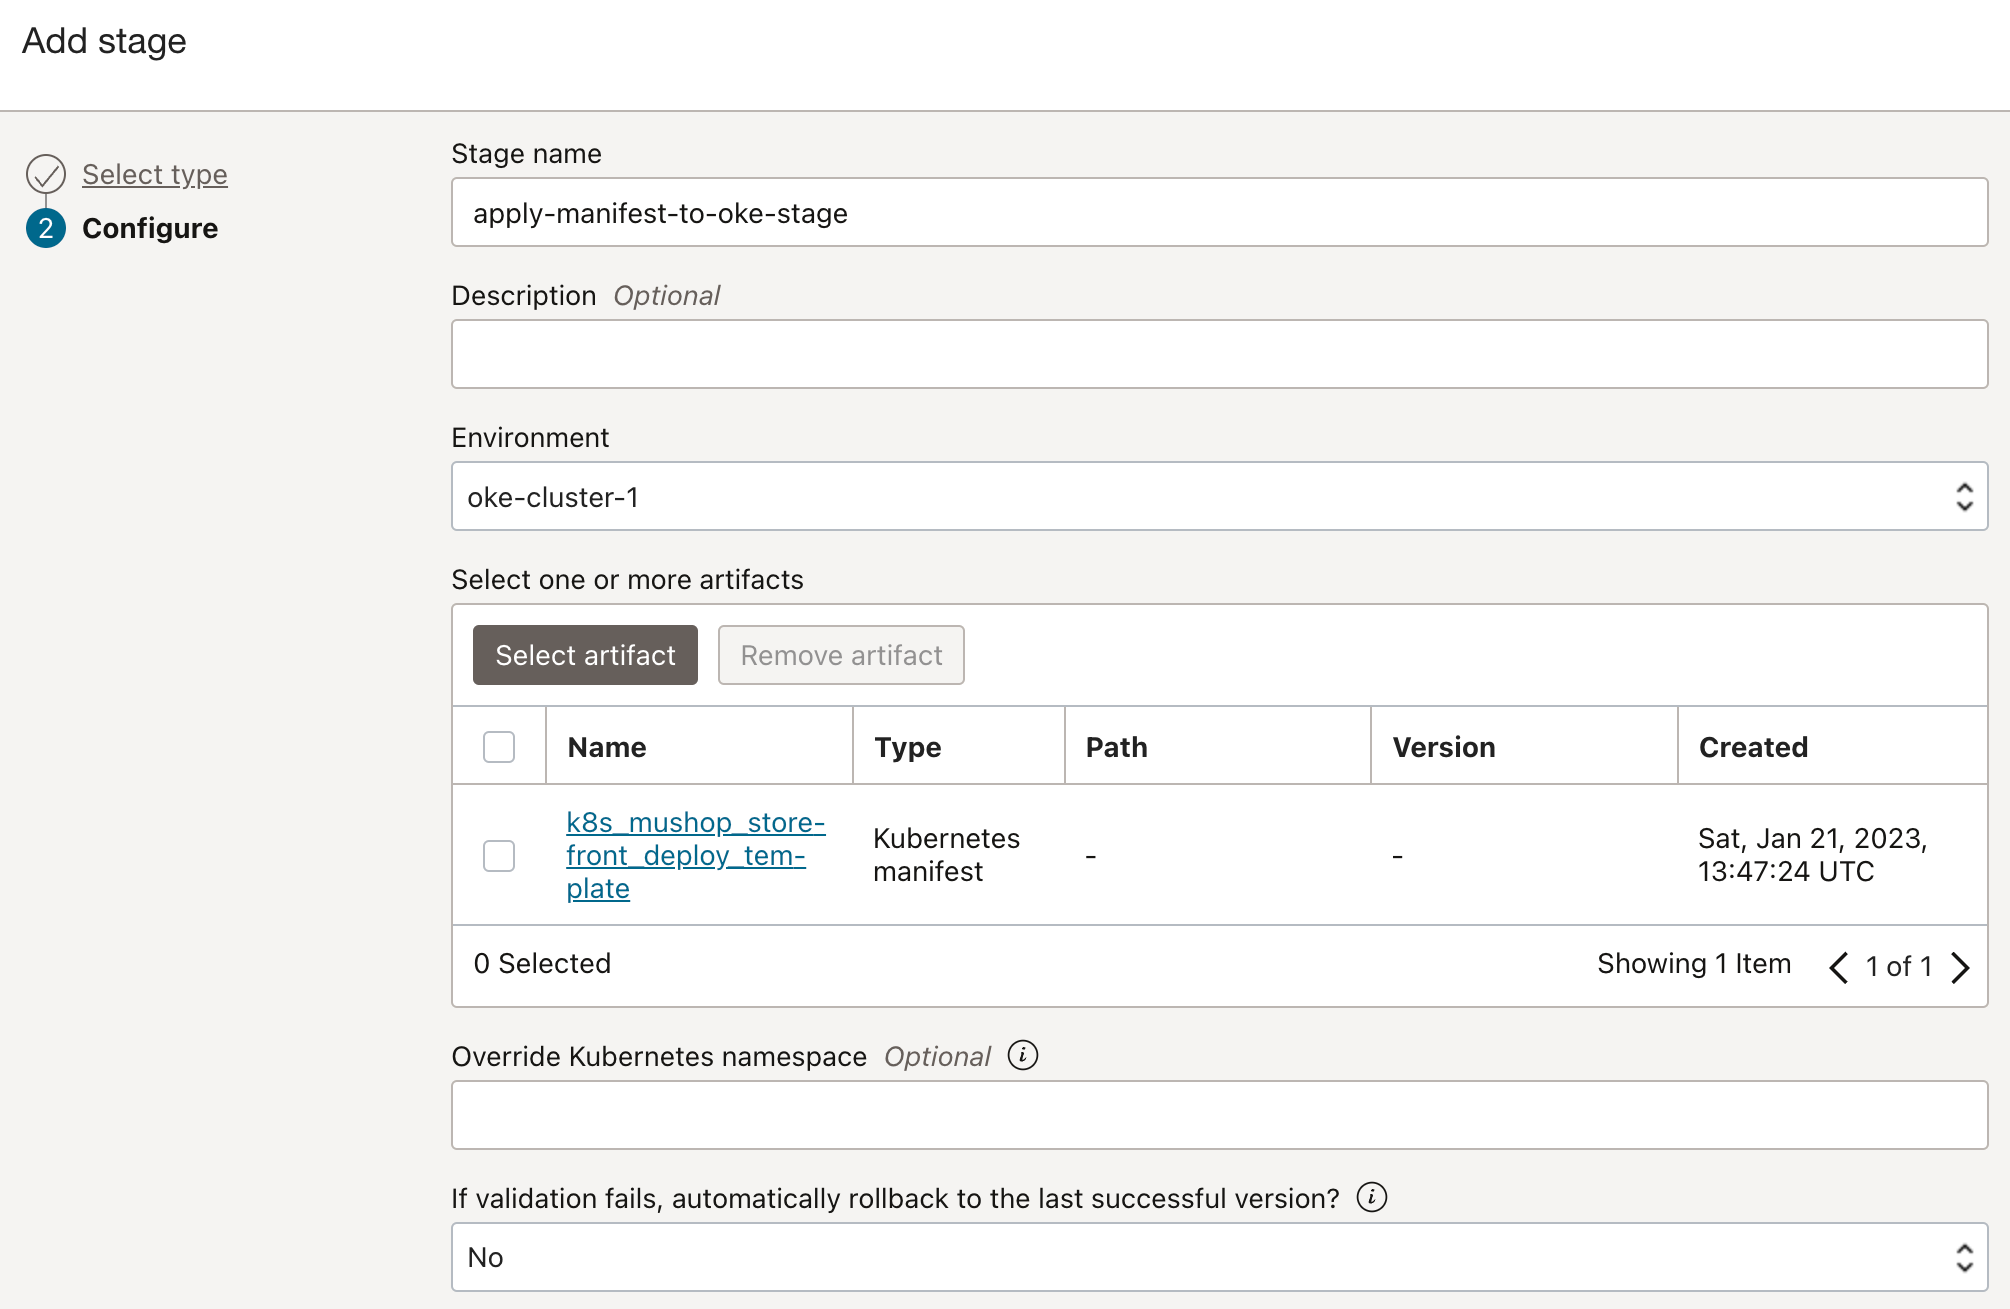 Add stage
Select type
2 Configure
Stage name
apply-manifest-to-oke-stage
Description Optional
Environment
oke-cluster-1
Select one or more artifacts
Select artifact Remove artifact
Name Type Path Version Created
k8s_mushop_store-
front_deploy_tem-
plate
Kubernetes
manifest
-
-
Sat, Jan 21, 2023,
13:47:24 UTC
0 Selected
Showing 1 Item 1 of 1
Override Kubernetes namespace Optional i
If validation fails, automatically rollback to the last successful version? i
No